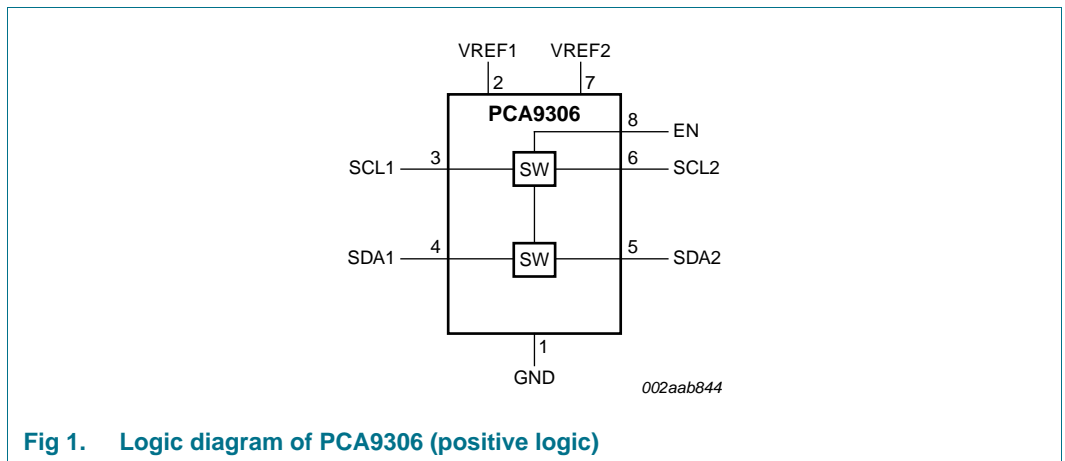 VREF1 VREF2
2 7
PCA9306
8 EN
SCL1 3 SW 6 SCL2
SDA1 4 SW 5 SDA2
1
GND
002aab844
Fig 1. Logic diagram of PCA9306 (positive logic)